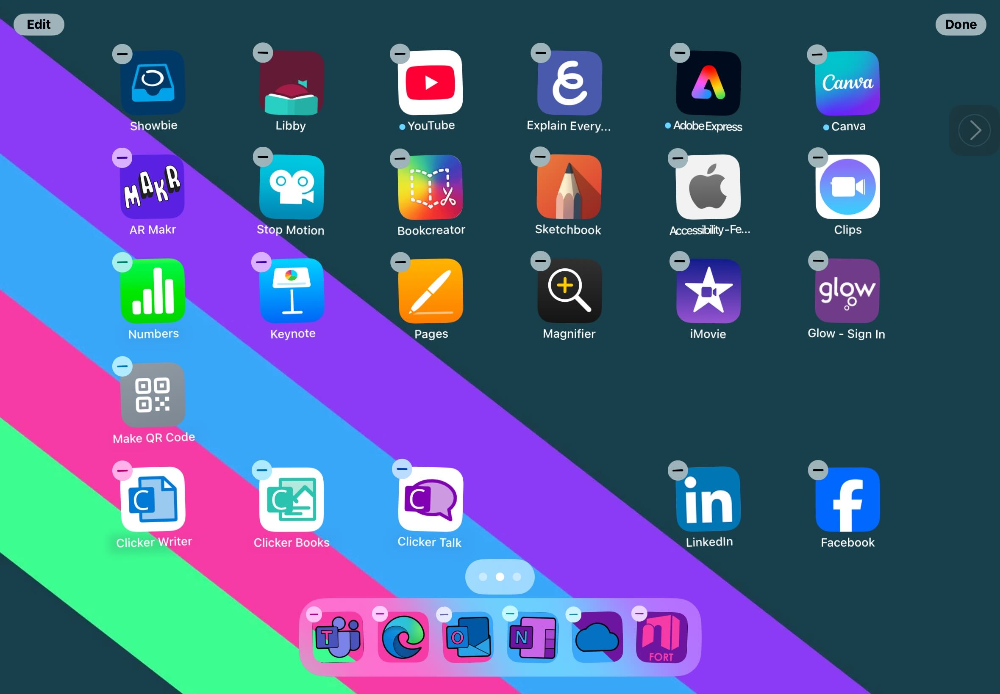 Edit
Done
Showbie
Libby
YouTube
Explain Every...
Adobe Express
Canva
Canva
MAKR
AR Makr
Stop Motion
Bookcreator
Sketchbook
Accessibility - Fe...
Clips
Numbers
Keynote
Pages
Magnifier
iMovie
glow
Glow - Sign In
Make QR Code
C
Clicker Writer
C
Clicker Books
C
Clicker Talk
in
LinkedIn
f
Facebook
T
O
N
FORT